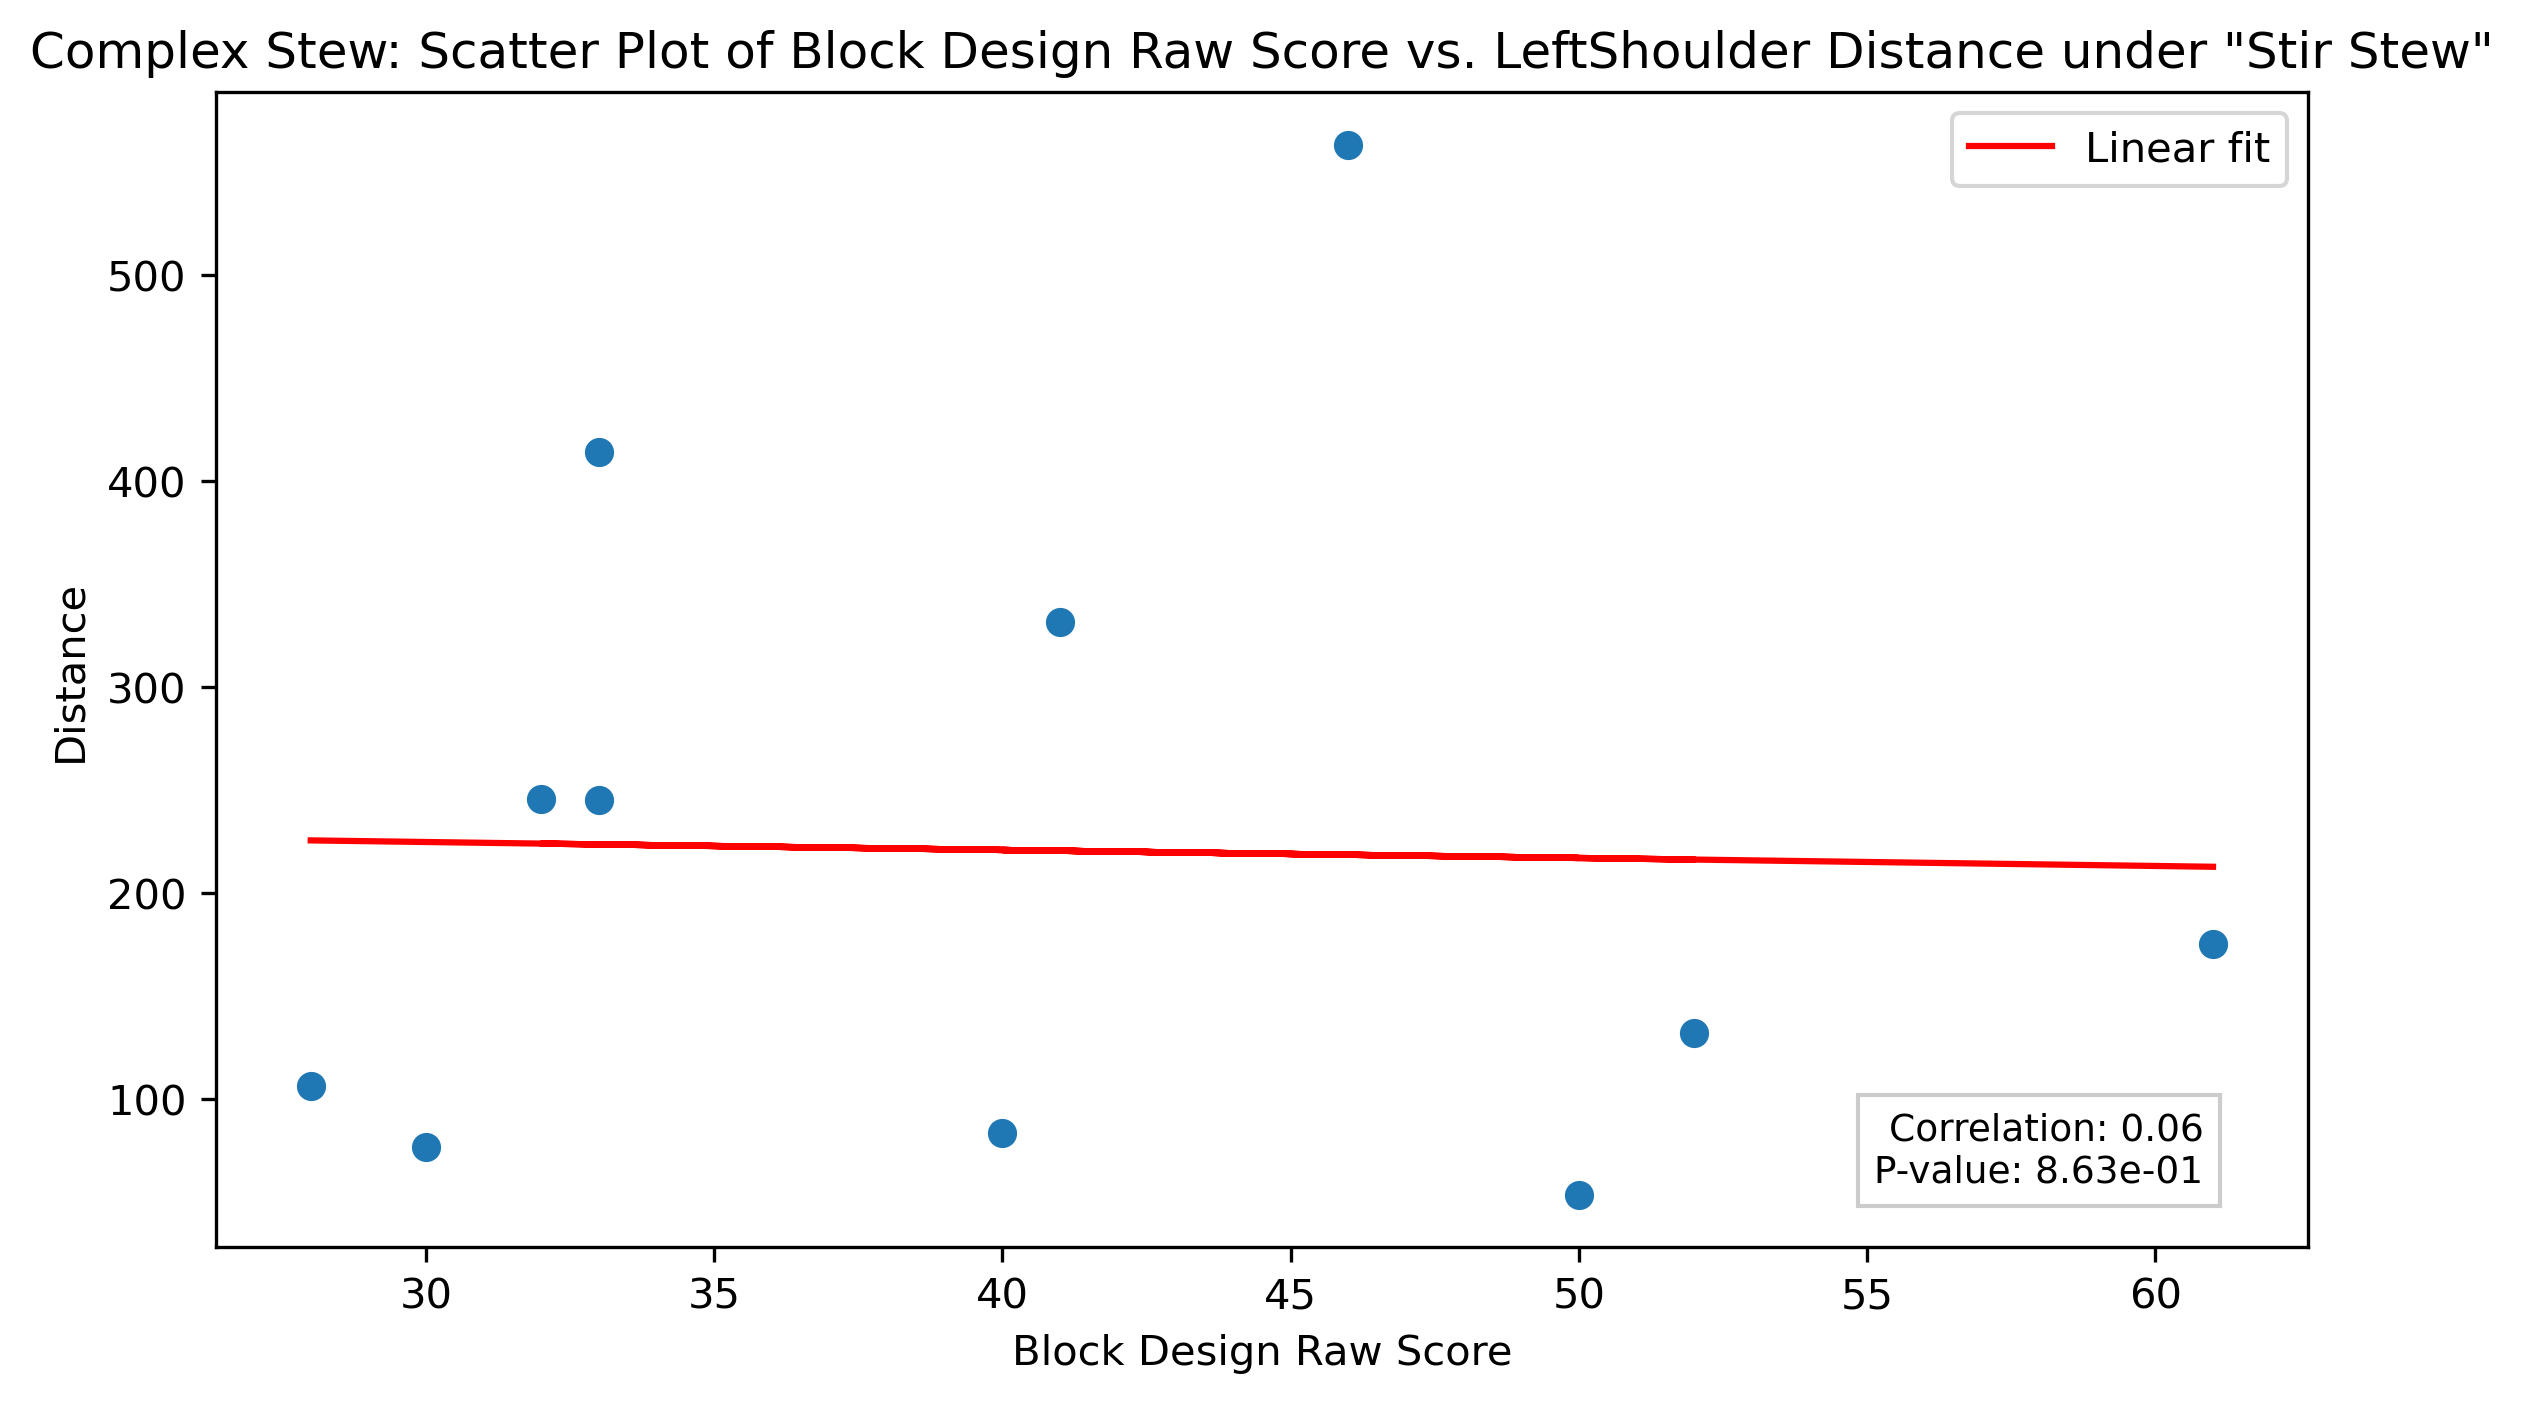 Complex Stew: Scatter Plot of Block Design Raw Score vs. LeftShoulder Distance under "Stir Stew"
Linear fit
500
400
300
200
100
Distance
Correlation: 0.06
P-value: 8.63e-01
30 35 40 45 50 55 60
Block Design Raw Score